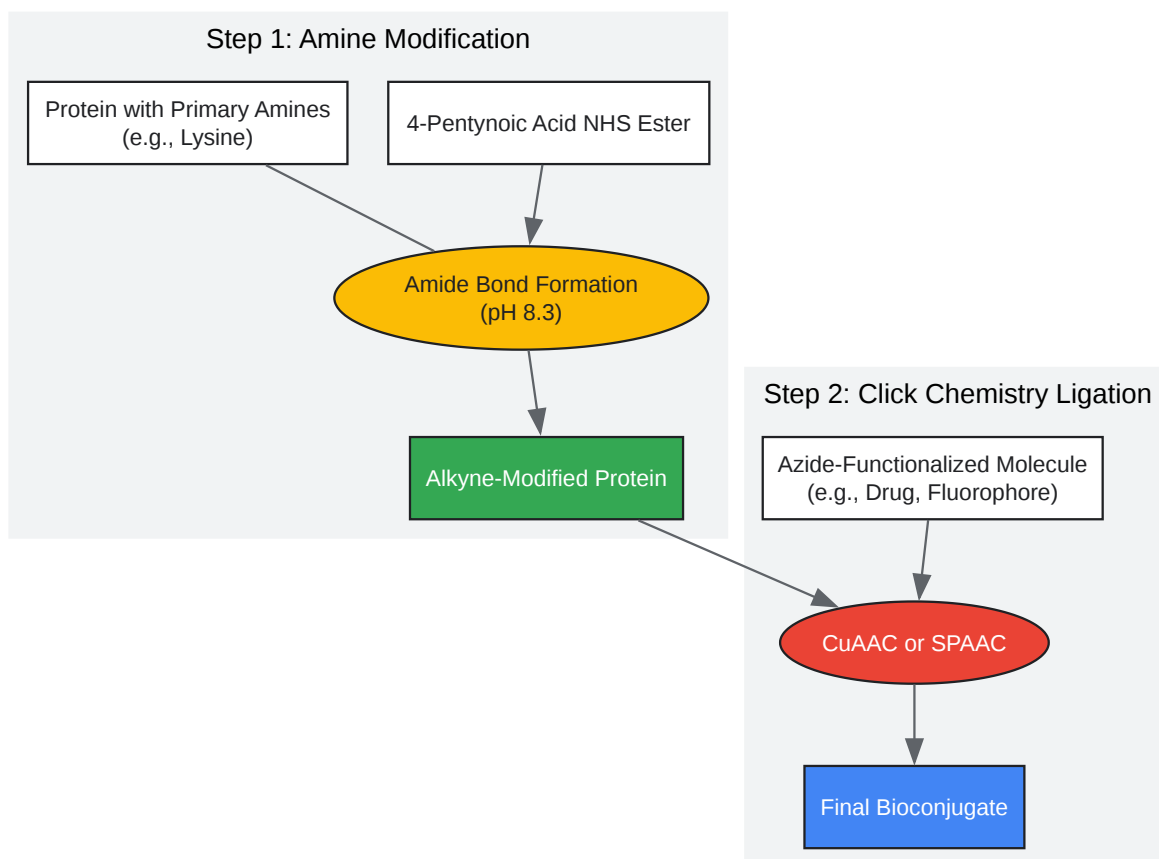 Step 1: Amine Modification
Protein with Primary Amines
(e.g., Lysine)
4-Pentynoic Acid NHS Ester
Amide Bond Formation
(pH 8.3)
Alkyne-Modified Protein
Step 2: Click Chemistry Ligation
Azide-Functionalized Molecule
(e.g., Drug, Fluorophore)
CuAAC or SPAAC
Final Bioconjugate